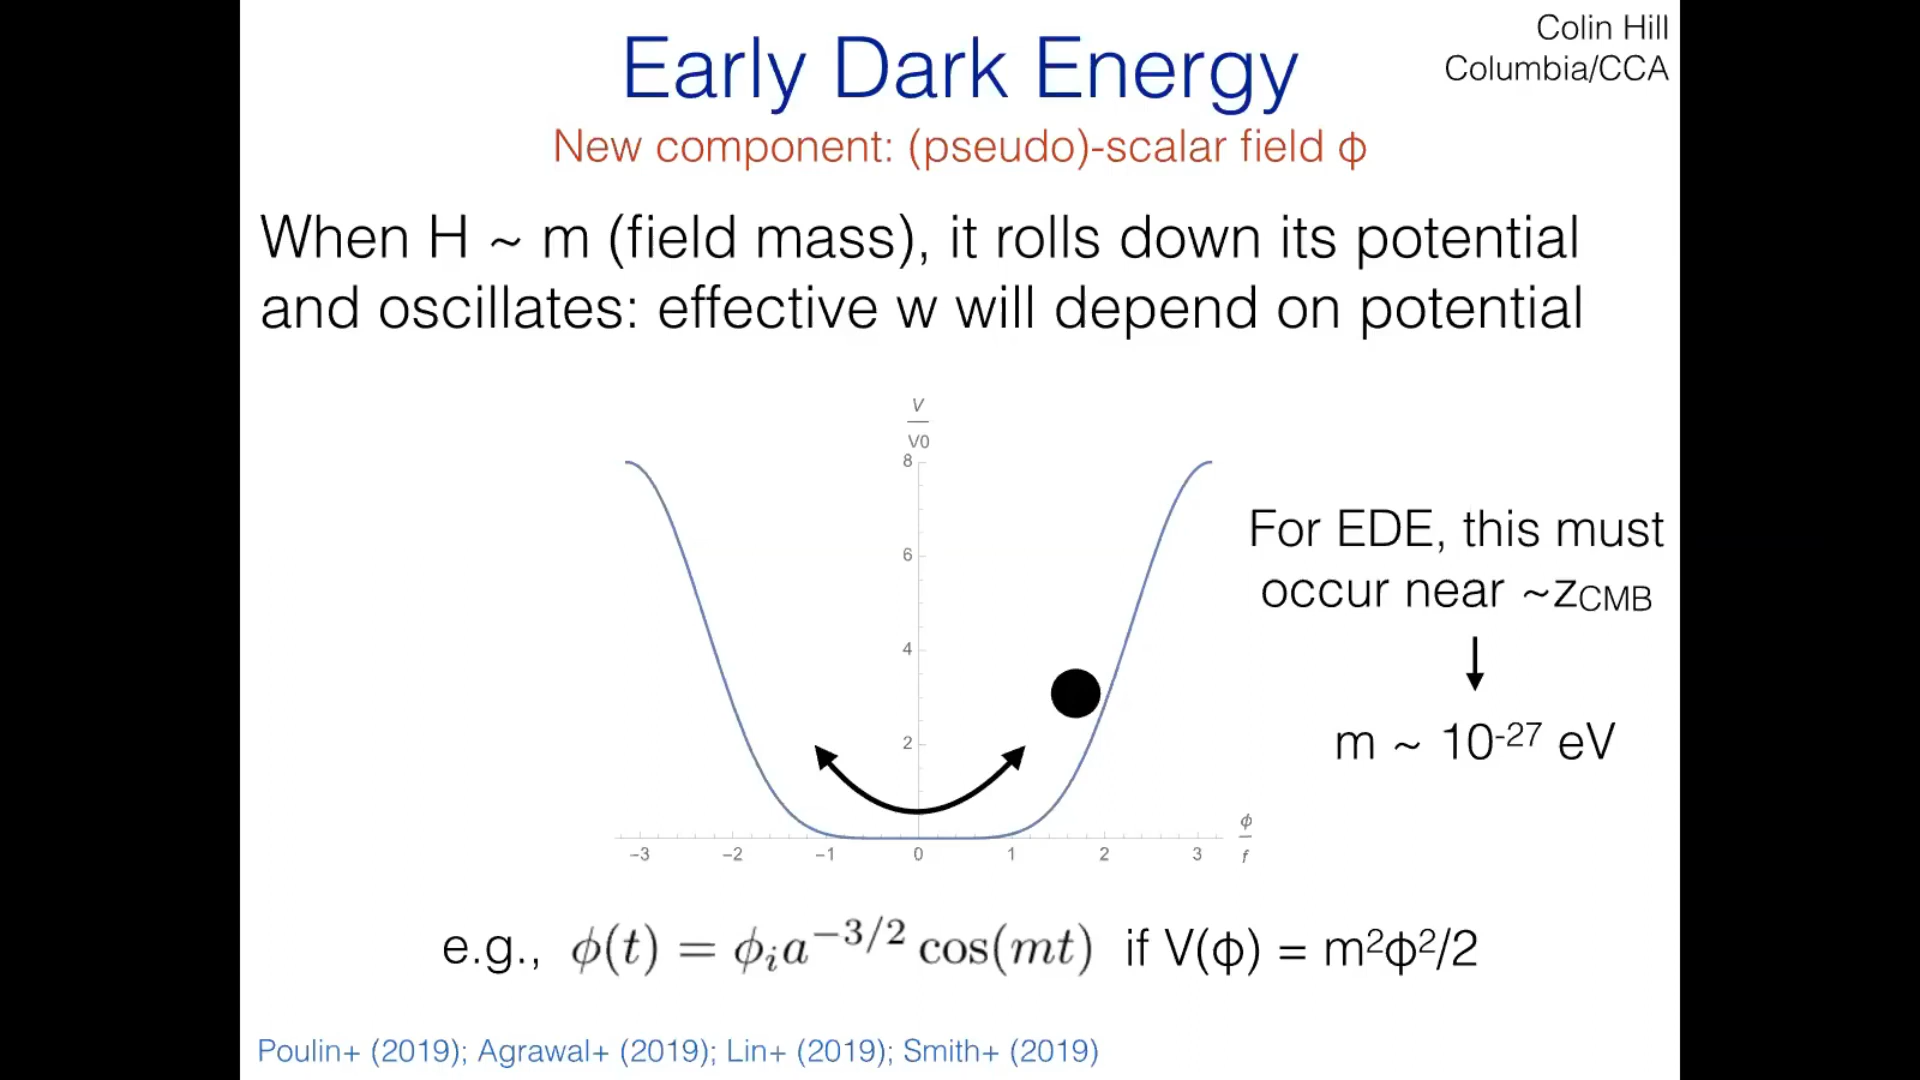 Colin Hill
Columbia/CCA
Early Dark Energy
New component: (pseudo)-scalar field ϕ
When H ~ m (field mass), it rolls down its potential
and oscillates: effective w will depend on potential
V
V0
8
6
4
2
−3 −2 −1 0 1 2 3
ϕ
f
For EDE, this must
occur near ~z_CMB
m ~ 10^-27 eV
e.g., ϕ(t) = ϕ_i a^{−3/2} cos(mt) if V(ϕ) = m²ϕ²/2
Poulin+ (2019); Agrawal+ (2019); Lin+ (2019); Smith+ (2019)